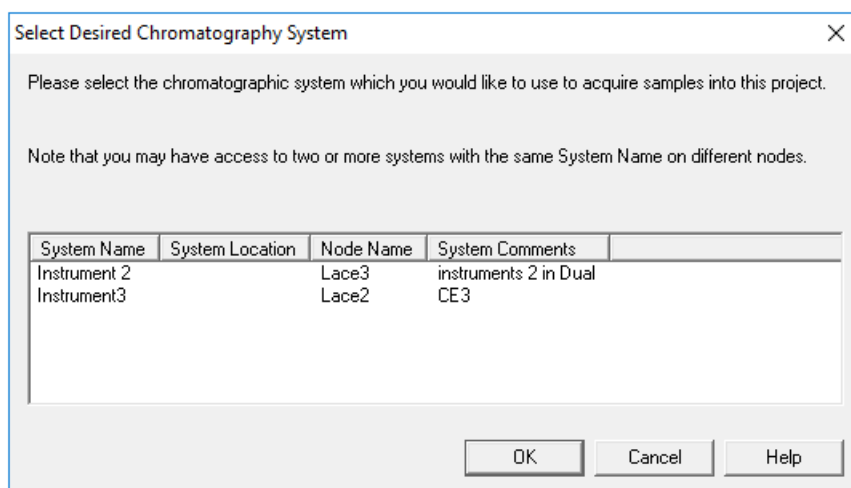 Select Desired Chromatography System
Please select the chromatographic system which you would like to use to acquire samples into this project.
Note that you may have access to two or more systems with the same System Name on different nodes.
System Name System Location Node Name System Comments
Instrument 2 Lace3 instruments 2 in Dual
Instrument3 Lace2 CE3
OK Cancel Help